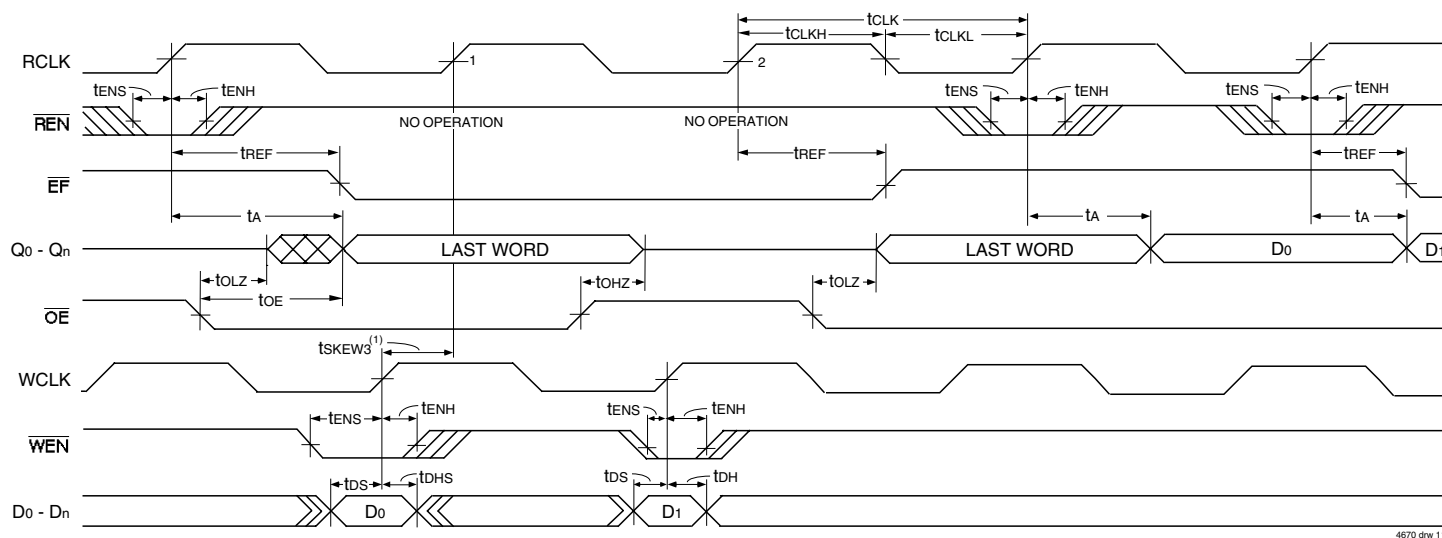 tCLK
tCLKH
tCLKL
RCLK
1
2
tENS
tENH
tENS
tENH
tENS
tENH
REN
NO OPERATION
NO OPERATION
tREF
tREF
tREF
EF
tA
tA
tA
Q0 - Qn
LAST WORD
LAST WORD
D0
D1
tOLZ
tOHZ
tOLZ
tOE
OE
tSKEW3(1)
WCLK
tENS
tENH
tENS
tENH
WEN
tDS
tDHS
tDS
tDH
D0 - Dn
D0
D1
4670 drw 1